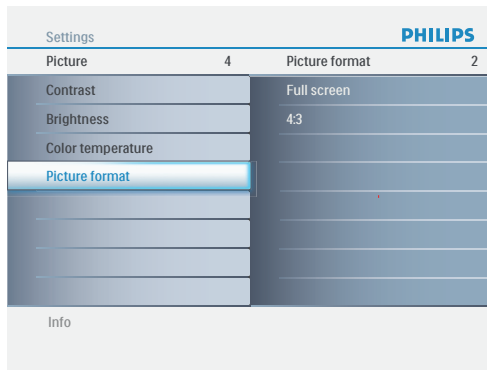 Settings
PHILIPS
Picture 4
Picture format 2
Contrast
Full screen
Brightness
4:3
Color temperature
Picture format
Info